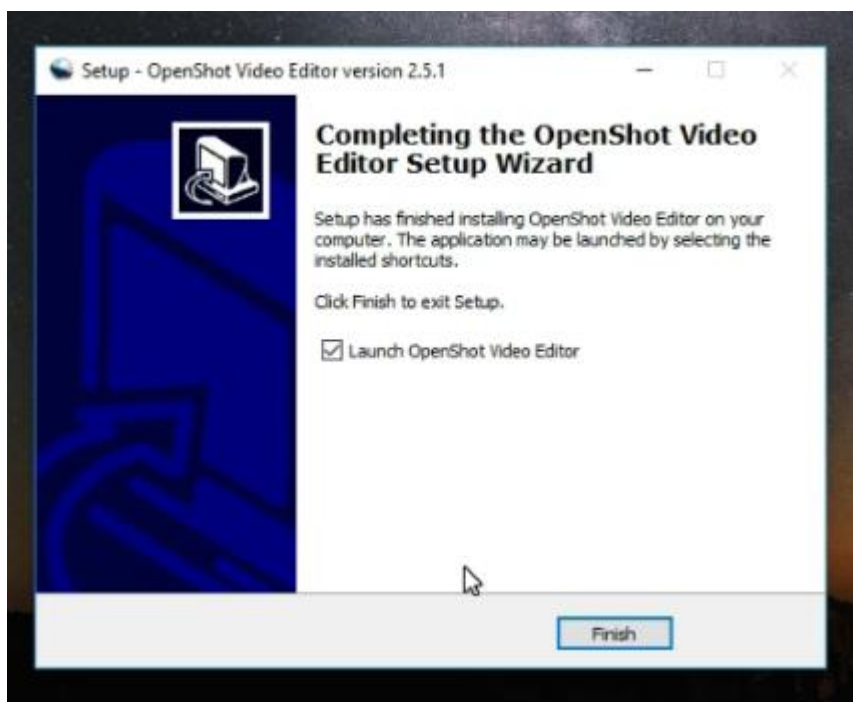 Setup - OpenShot Video Editor version 2.5.1
Completing the OpenShot Video
Editor Setup Wizard
Setup has finished installing OpenShot Video Editor on your
computer. The application may be launched by selecting the
installed shortcuts.
Click Finish to exit Setup.
Launch OpenShot Video Editor
Finish